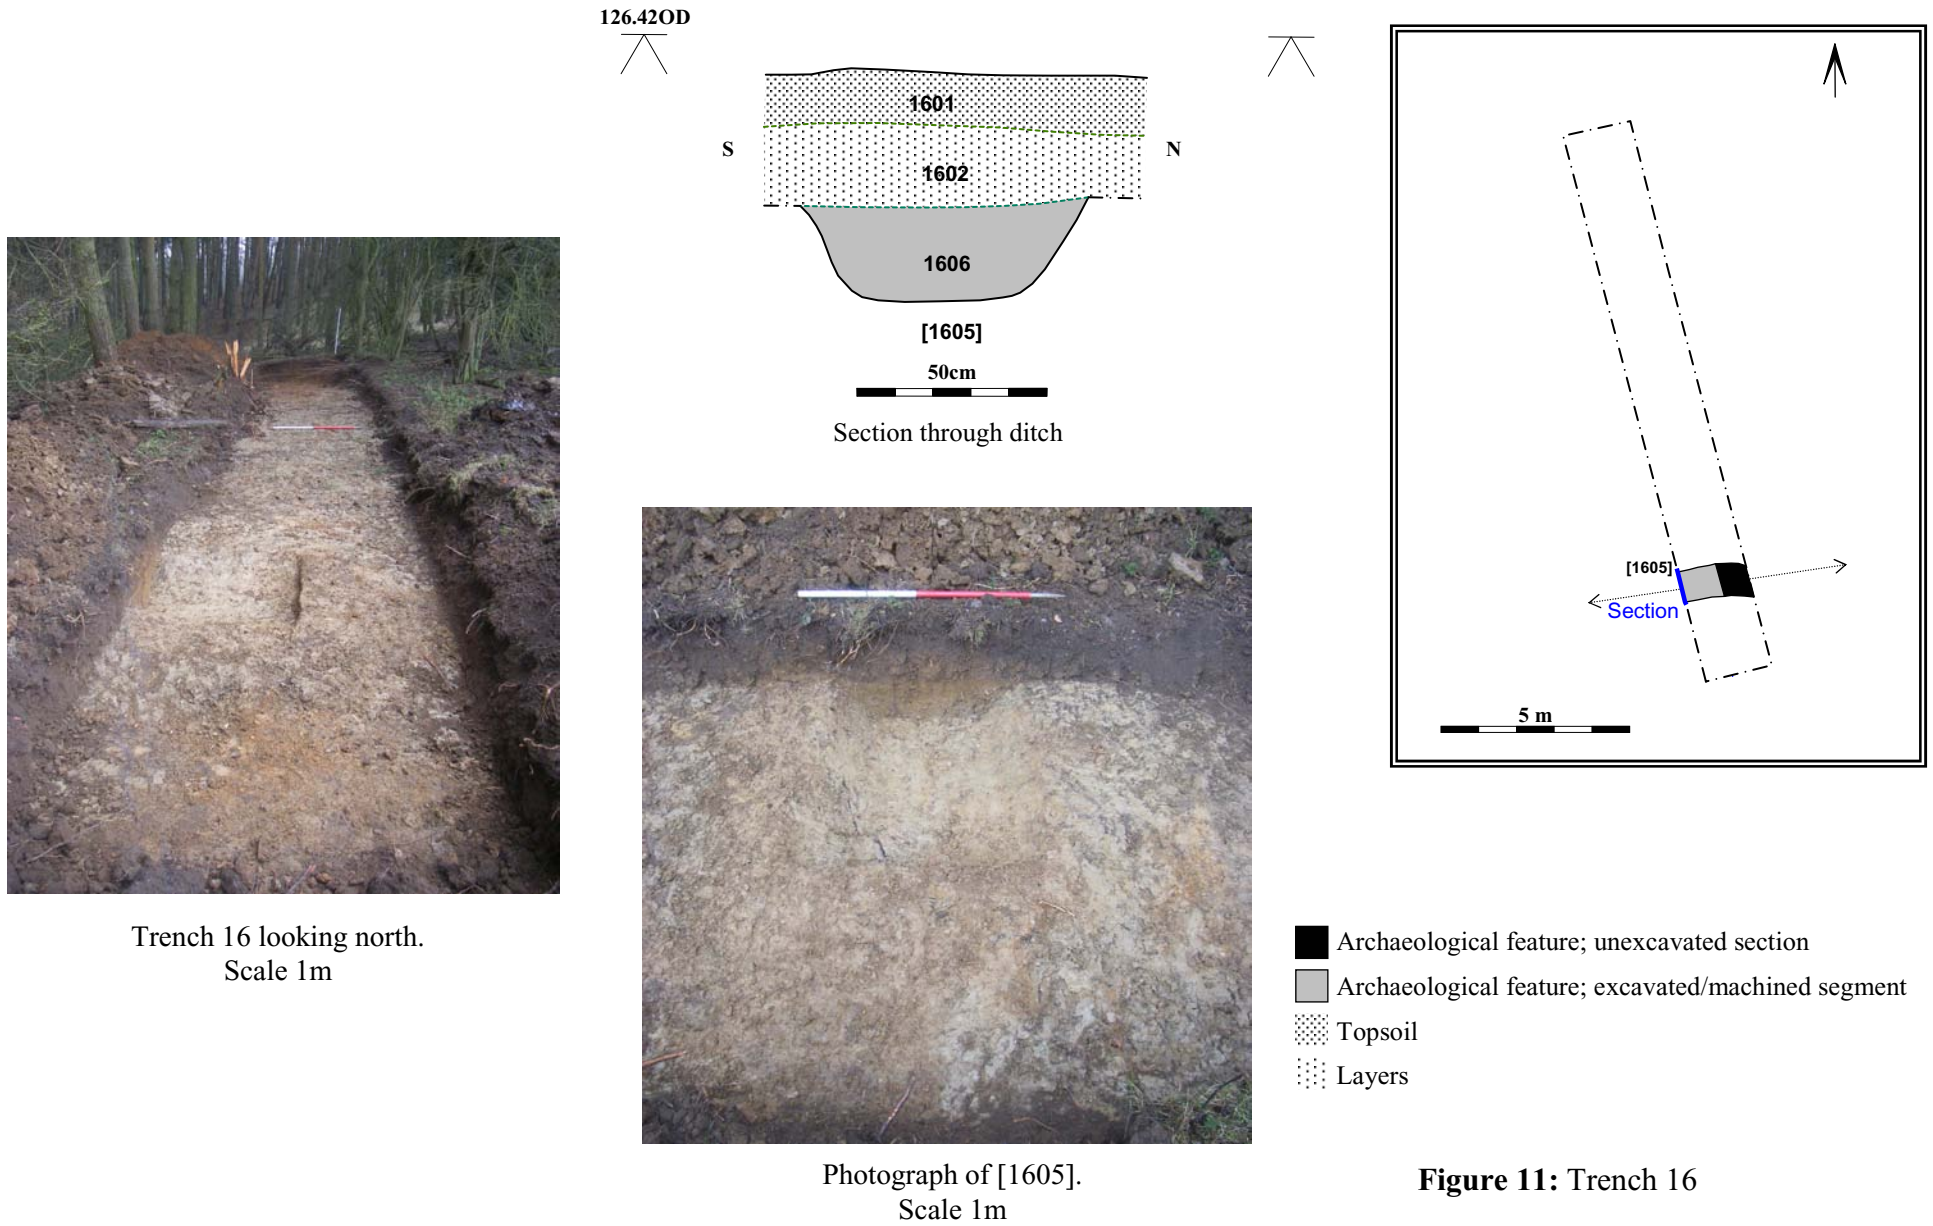 126.42OD
1601
S
N
1602
1606
[1605]
50cm
Section through ditch
[1605]
Section
5 m
Trench 16 looking north.
Scale 1m
Photograph of [1605].
Scale 1m
Archaeological feature; unexcavated section
Archaeological feature; excavated/machined segment
Topsoil
Layers
Figure 11: Trench 16